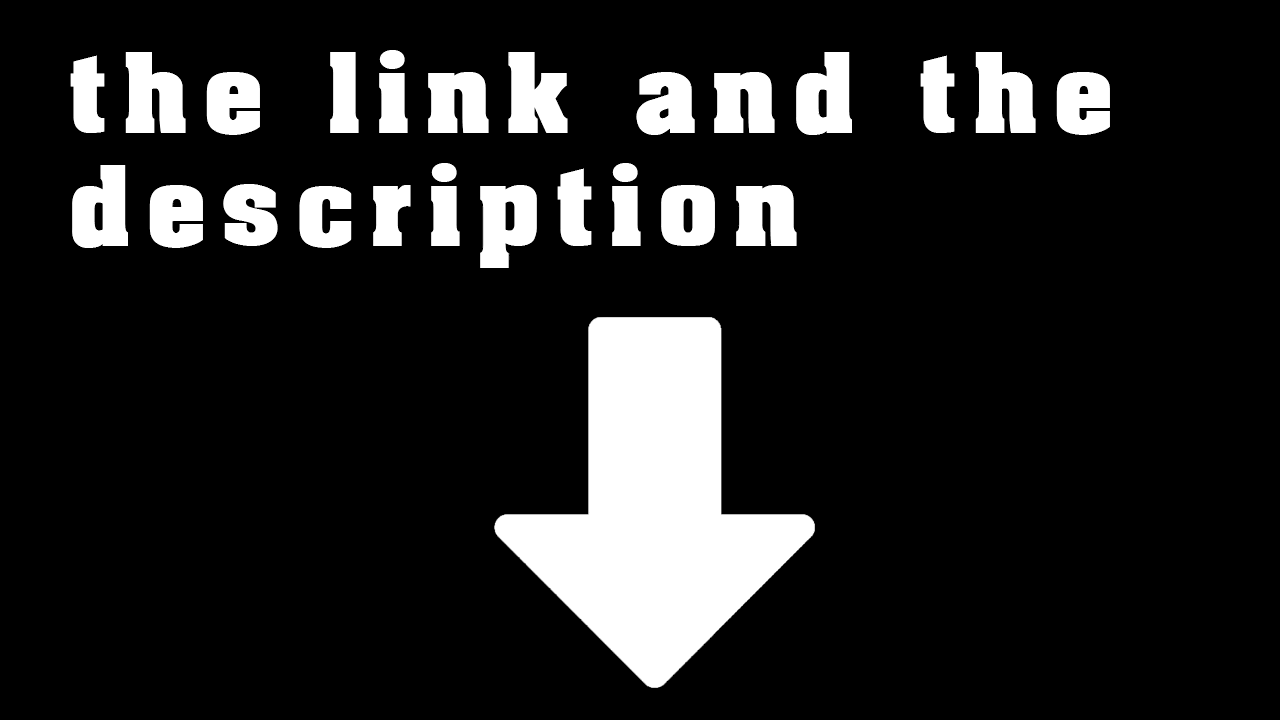 the link and the
description